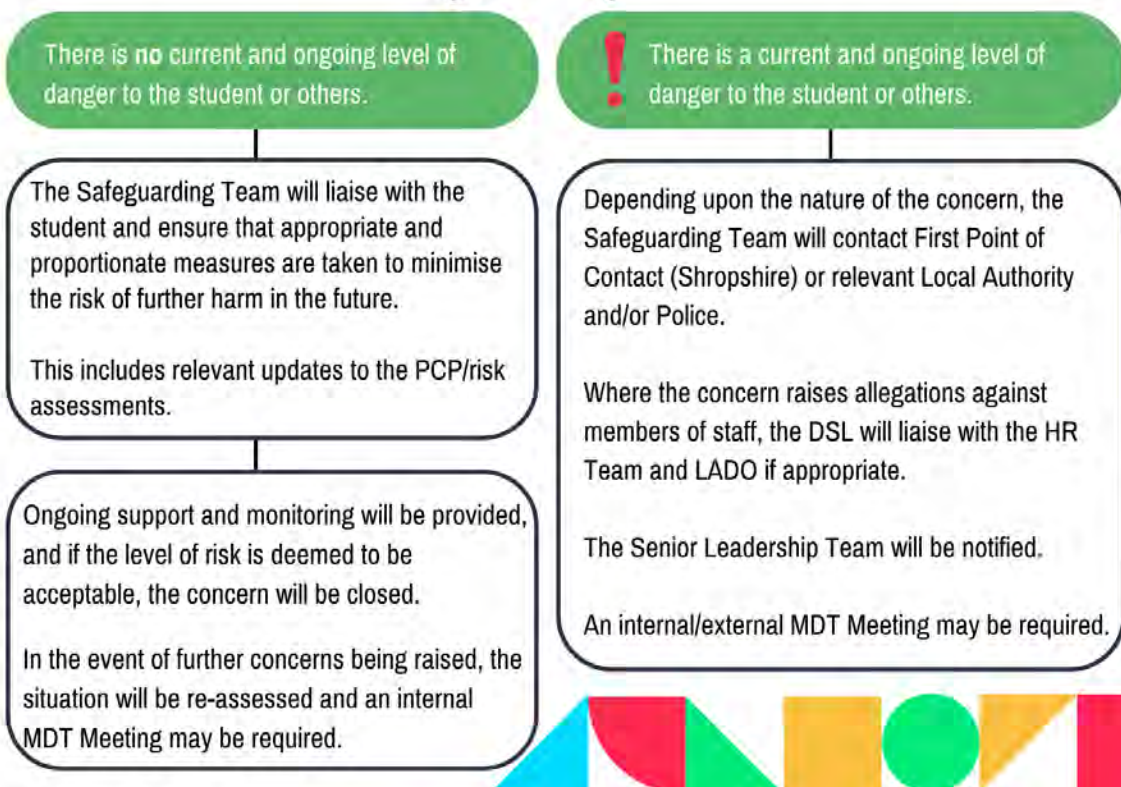 There is no current and ongoing level of
danger to the student or others.
The Safeguarding Team will liaise with the
student and ensure that appropriate and
proportionate measures are taken to minimise
the risk of further harm in the future.
This includes relevant updates to the PCP/risk
assessments.
Ongoing support and monitoring will be provided,
and if the level of risk is deemed to be
acceptable, the concern will be closed.
In the event of further concerns being raised, the
situation will be re-assessed and an internal
MDT Meeting may be required.
! There is a current and ongoing level of
danger to the student or others.
Depending upon the nature of the concern, the
Safeguarding Team will contact First Point of
Contact (Shropshire) or relevant Local Authority
and/or Police.
Where the concern raises allegations against
members of staff, the DSL will liaise with the HR
Team and LADO if appropriate.
The Senior Leadership Team will be notified.
An internal/external MDT Meeting may be required.